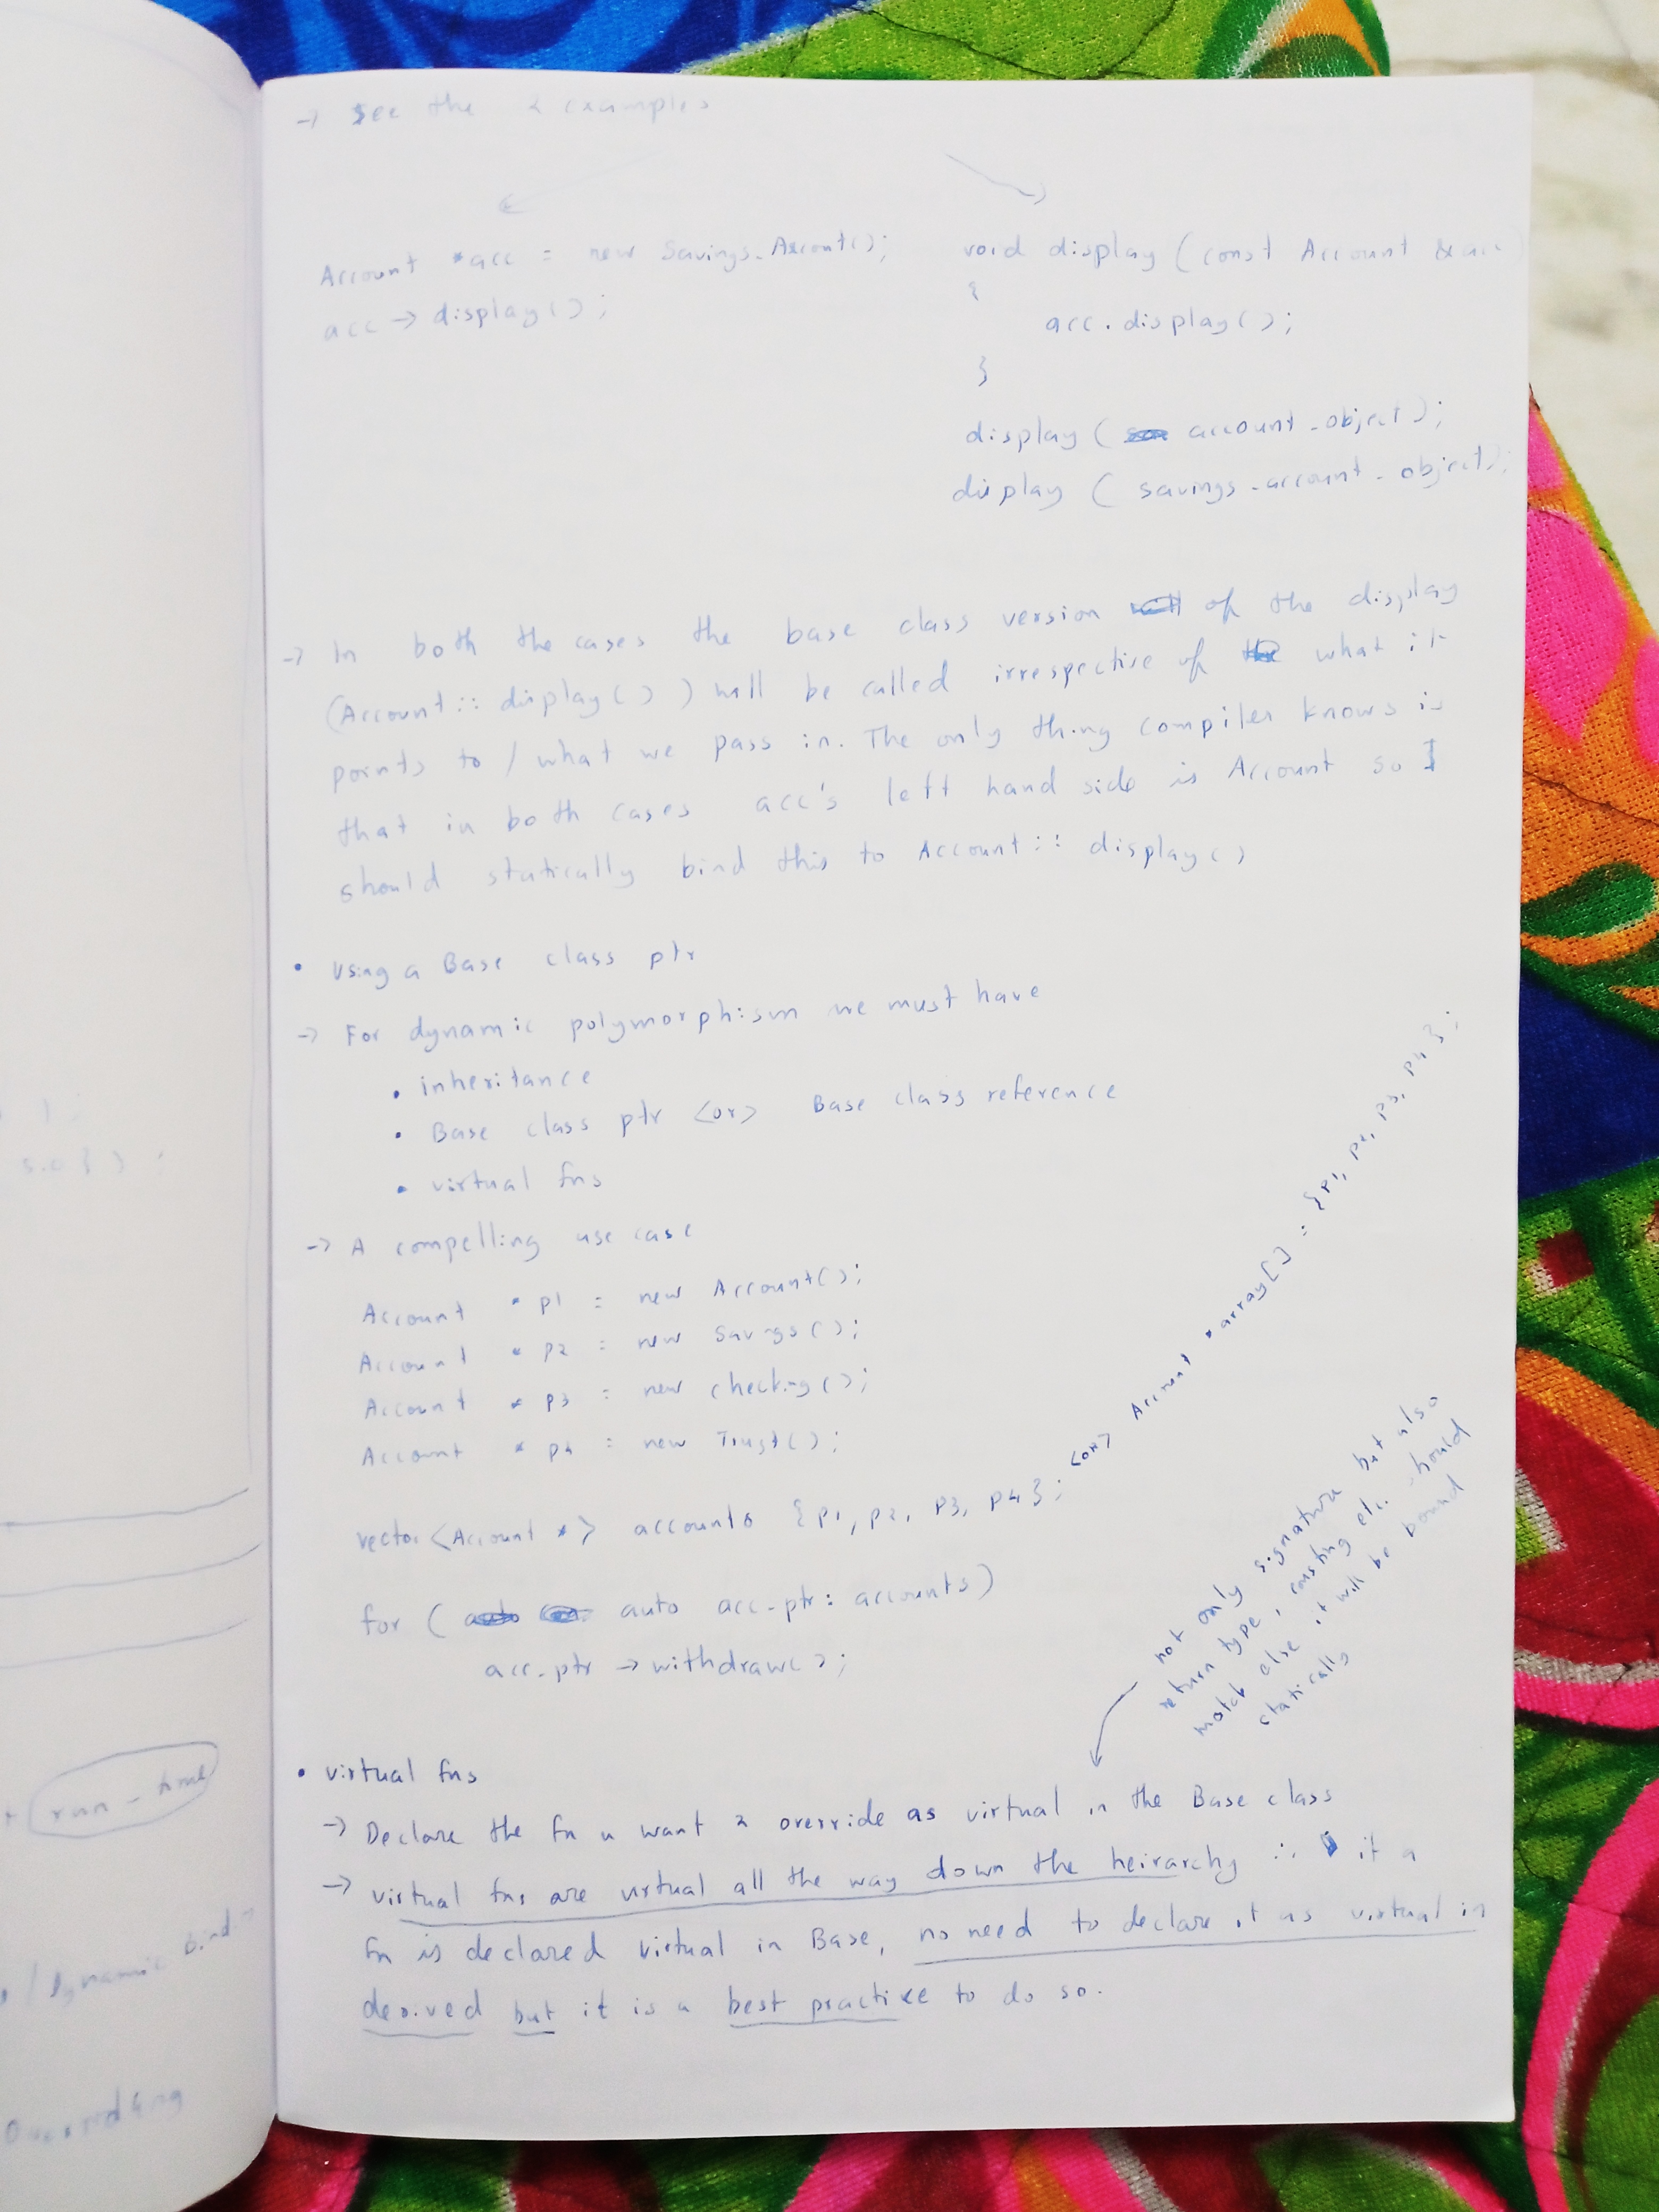 → see the 2 examples
Account *acc = new Savings_Account();
acc → display();
void display (const Account &acc
{
acc.display();
}
display ( account_object);
display ( savings_account_object);
→ In both the cases the base class version of the display
(Account::display()) will be called irrespective of what it
points to / what we pass in. The only thing compiler knows is
that in both cases acc's left hand side is Account so I
should statically bind this to Account::display()
• Using a Base class ptr
→ For dynamic polymorphism we must have
• inheritance
• Base class ptr <or> Base class reference
• virtual fns
→ A compelling use case
Account * p1 = new Account();
Account * p2 = new Savings();
Account * p3 = new checking();
Account * p4 = new Trust();
vector<Account *> accounts {p1, p2, p3, p4}; <or> Account *array[] = {p1, p2, p3, p4};
for ( auto acc_ptr: accounts)
acc_ptr → withdraw();
not only signature but also
return type, consting etc. should
match else it will be bound
statically
• virtual fns
→ Declare the fn u want 2 override as virtual in the Base class
→ virtual fns are virtual all the way down the heirarchy ∴ if a
fn is declared virtual in Base, no need to declare it as virtual in
derived but it is a best practice to do so.
5.0});
run-time
/ Dynamic bind
Overriding